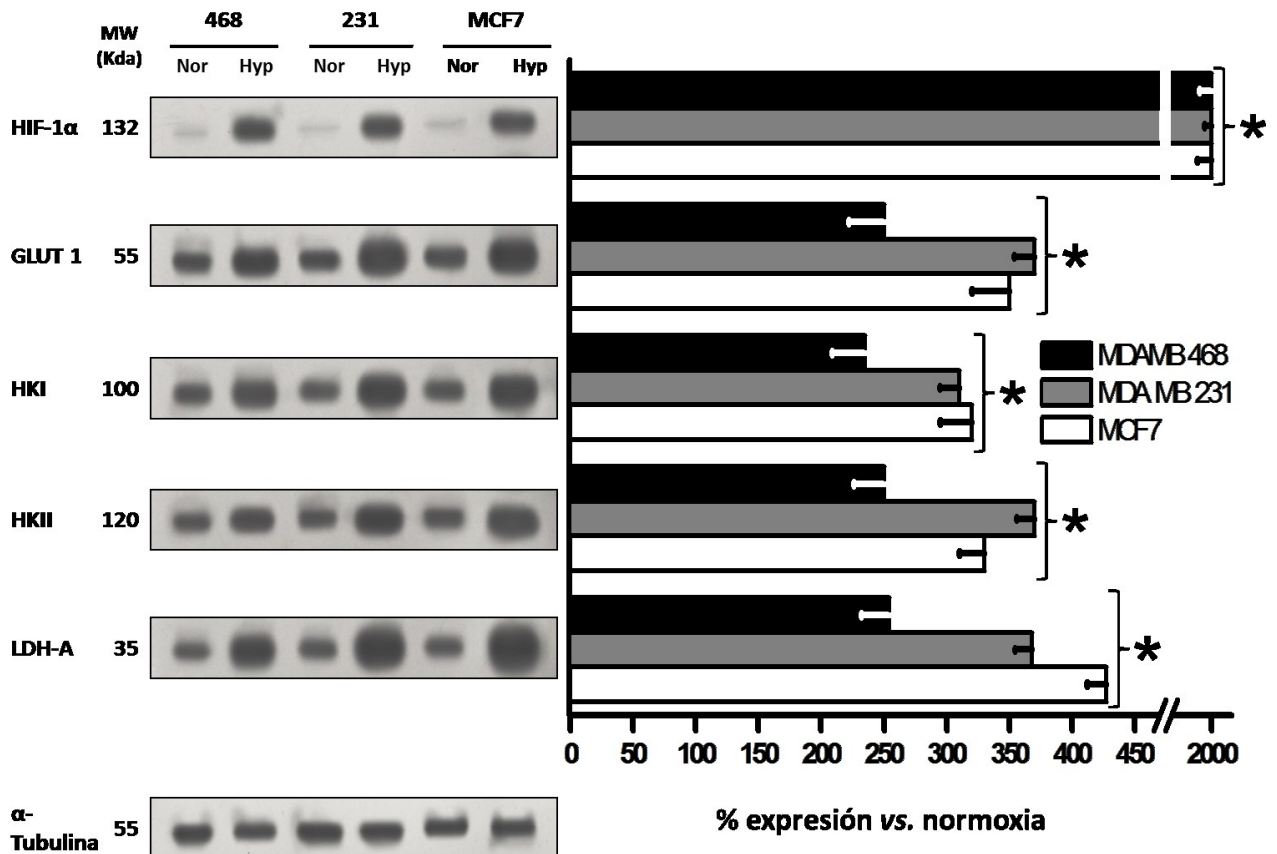 468 231 MCF7
MW
(Kda)
Nor Hyp Nor Hyp Nor Hyp
HIF-1α 132
*
GLUT 1 55
*
HKI 100
*
MDAMB 468
MDA MB 231
MCF7
HKII 120
*
LDH-A 35
*
0 50 100 150 200 250 300 350 400 450 2000
α-
Tubulina 55
% expresión vs. normoxia